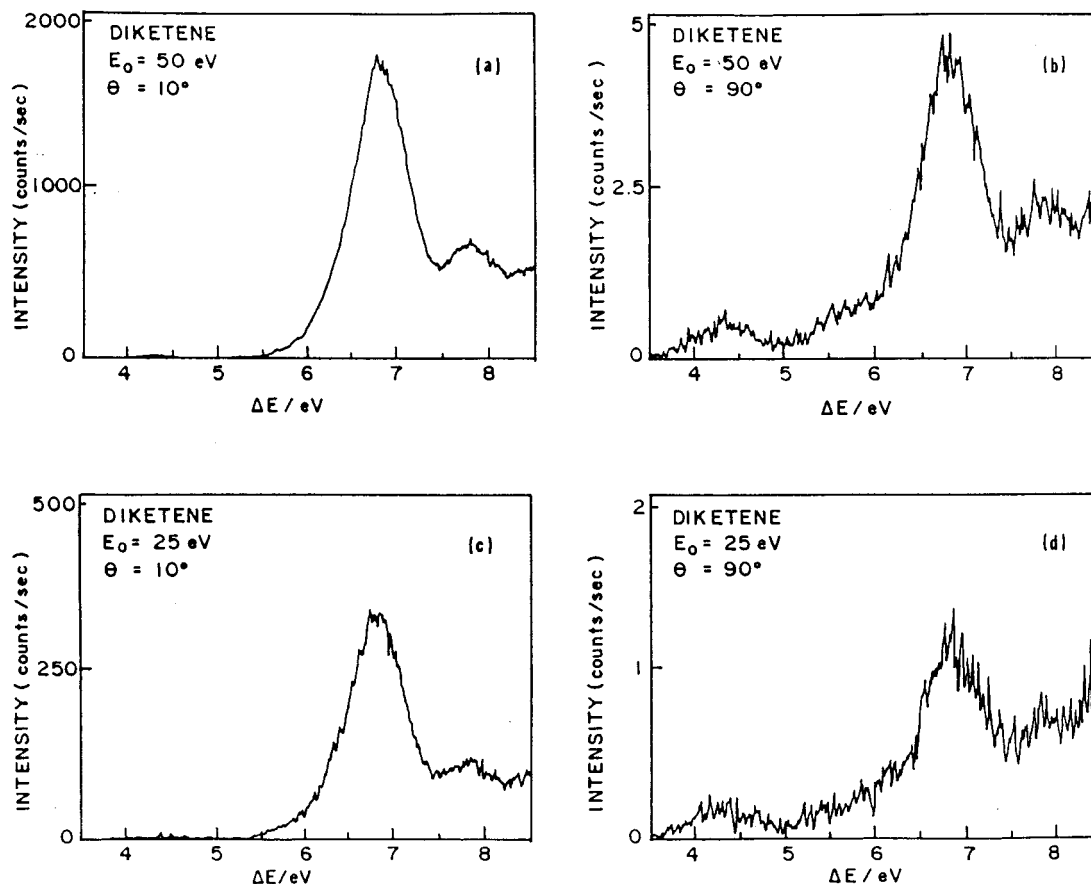 DIKETENE
E₀ = 50 eV
θ = 10°
(a)
INTENSITY (counts/sec)
2000
1000
0
4 5 6 7 8
ΔE / eV
DIKETENE
E₀ = 50 eV
θ = 90°
(b)
INTENSITY (counts/sec)
5
2.5
0
4 5 6 7 8
ΔE / eV
DIKETENE
E₀ = 25 eV
θ = 10°
(c)
INTENSITY (counts/sec)
500
250
0
4 5 6 7 8
ΔE/eV
DIKETENE
E₀ = 25 eV
θ = 90°
(d)
INTENSITY (counts/sec)
2
1
0
4 5 6 7 8
ΔE/eV